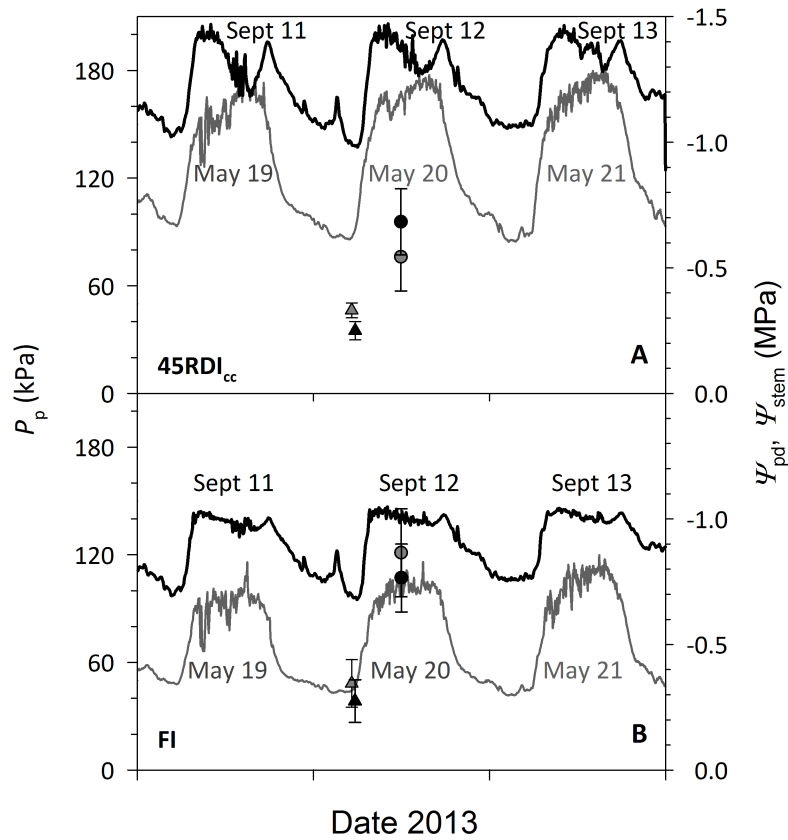 -1.5
Sept 11 Sept 12 Sept 13
180
-1.0
120
May 19 May 20 May 21
60
-0.5
45RDIcc A
0 0.0
Pp (kPa)
Ψpd, Ψstem (MPa)
180
Sept 11 Sept 12 Sept 13
-1.0
120
-0.5
60
May 19 May 20 May 21
FI B
0 0.0
Date 2013